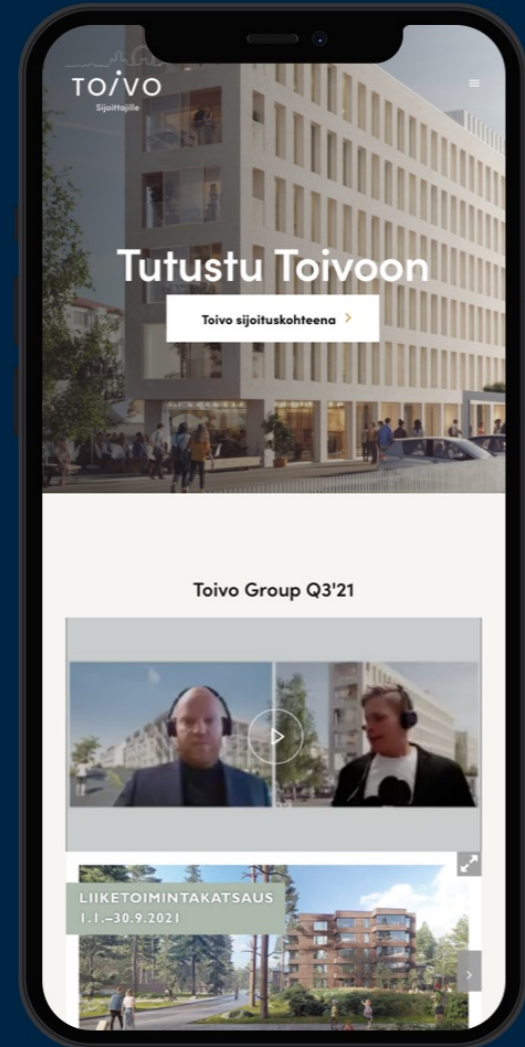 TOIVO
Sijoittajille
Tutustu Toivoon
Toivo sijoituskohteena
Toivo Group Q3'21
LIIKETOIMINTAKATSAUS
1.1.–30.9.2021